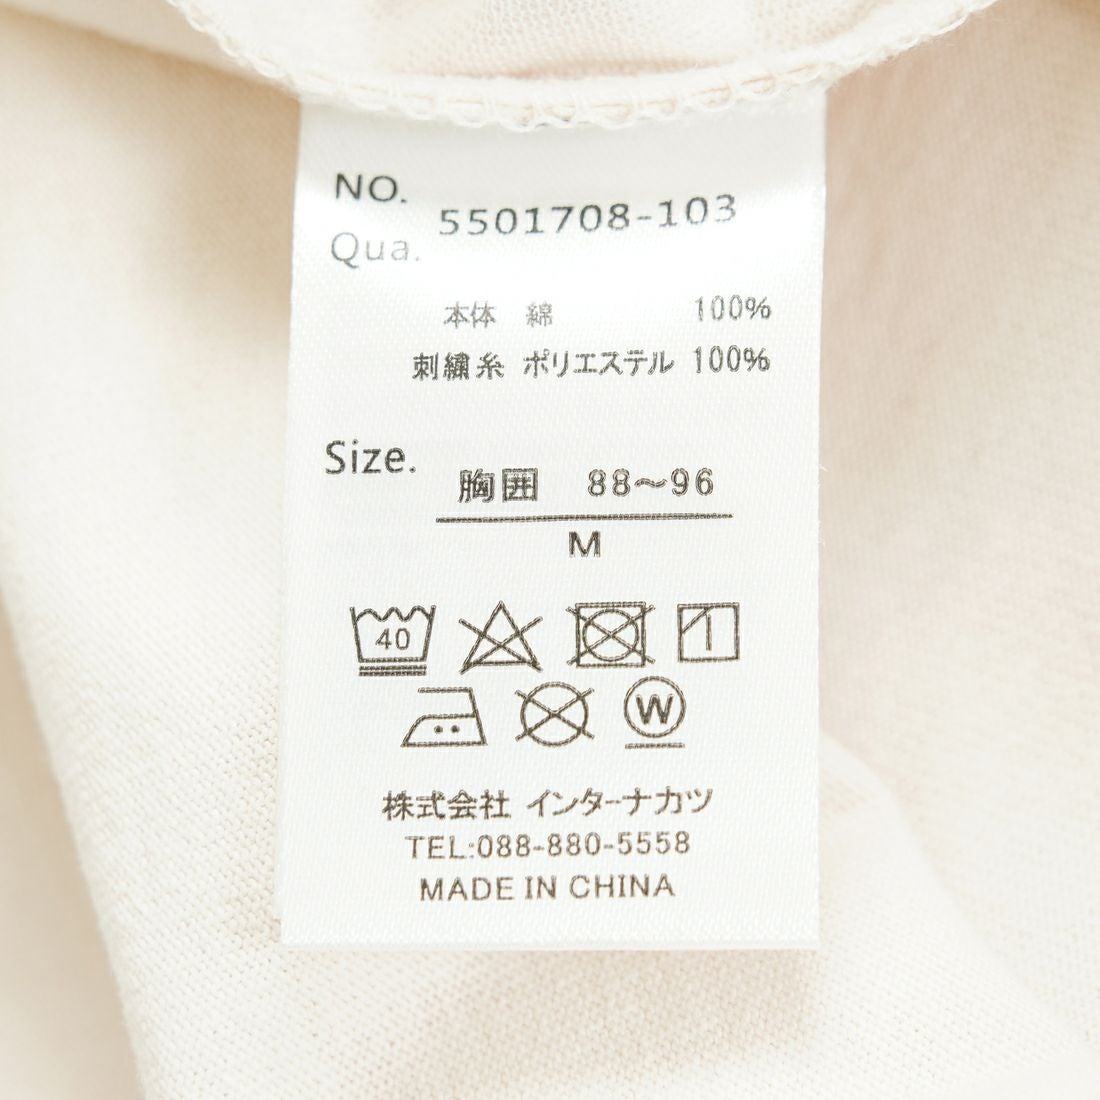 NO. 5501708-103
Qua.
本体 綿 100%
刺繍糸 ポリエステル 100%
Size.
胸囲 88～96
M
40
W
株式会社 インターナカツ
TEL:088-880-5558
MADE IN CHINA